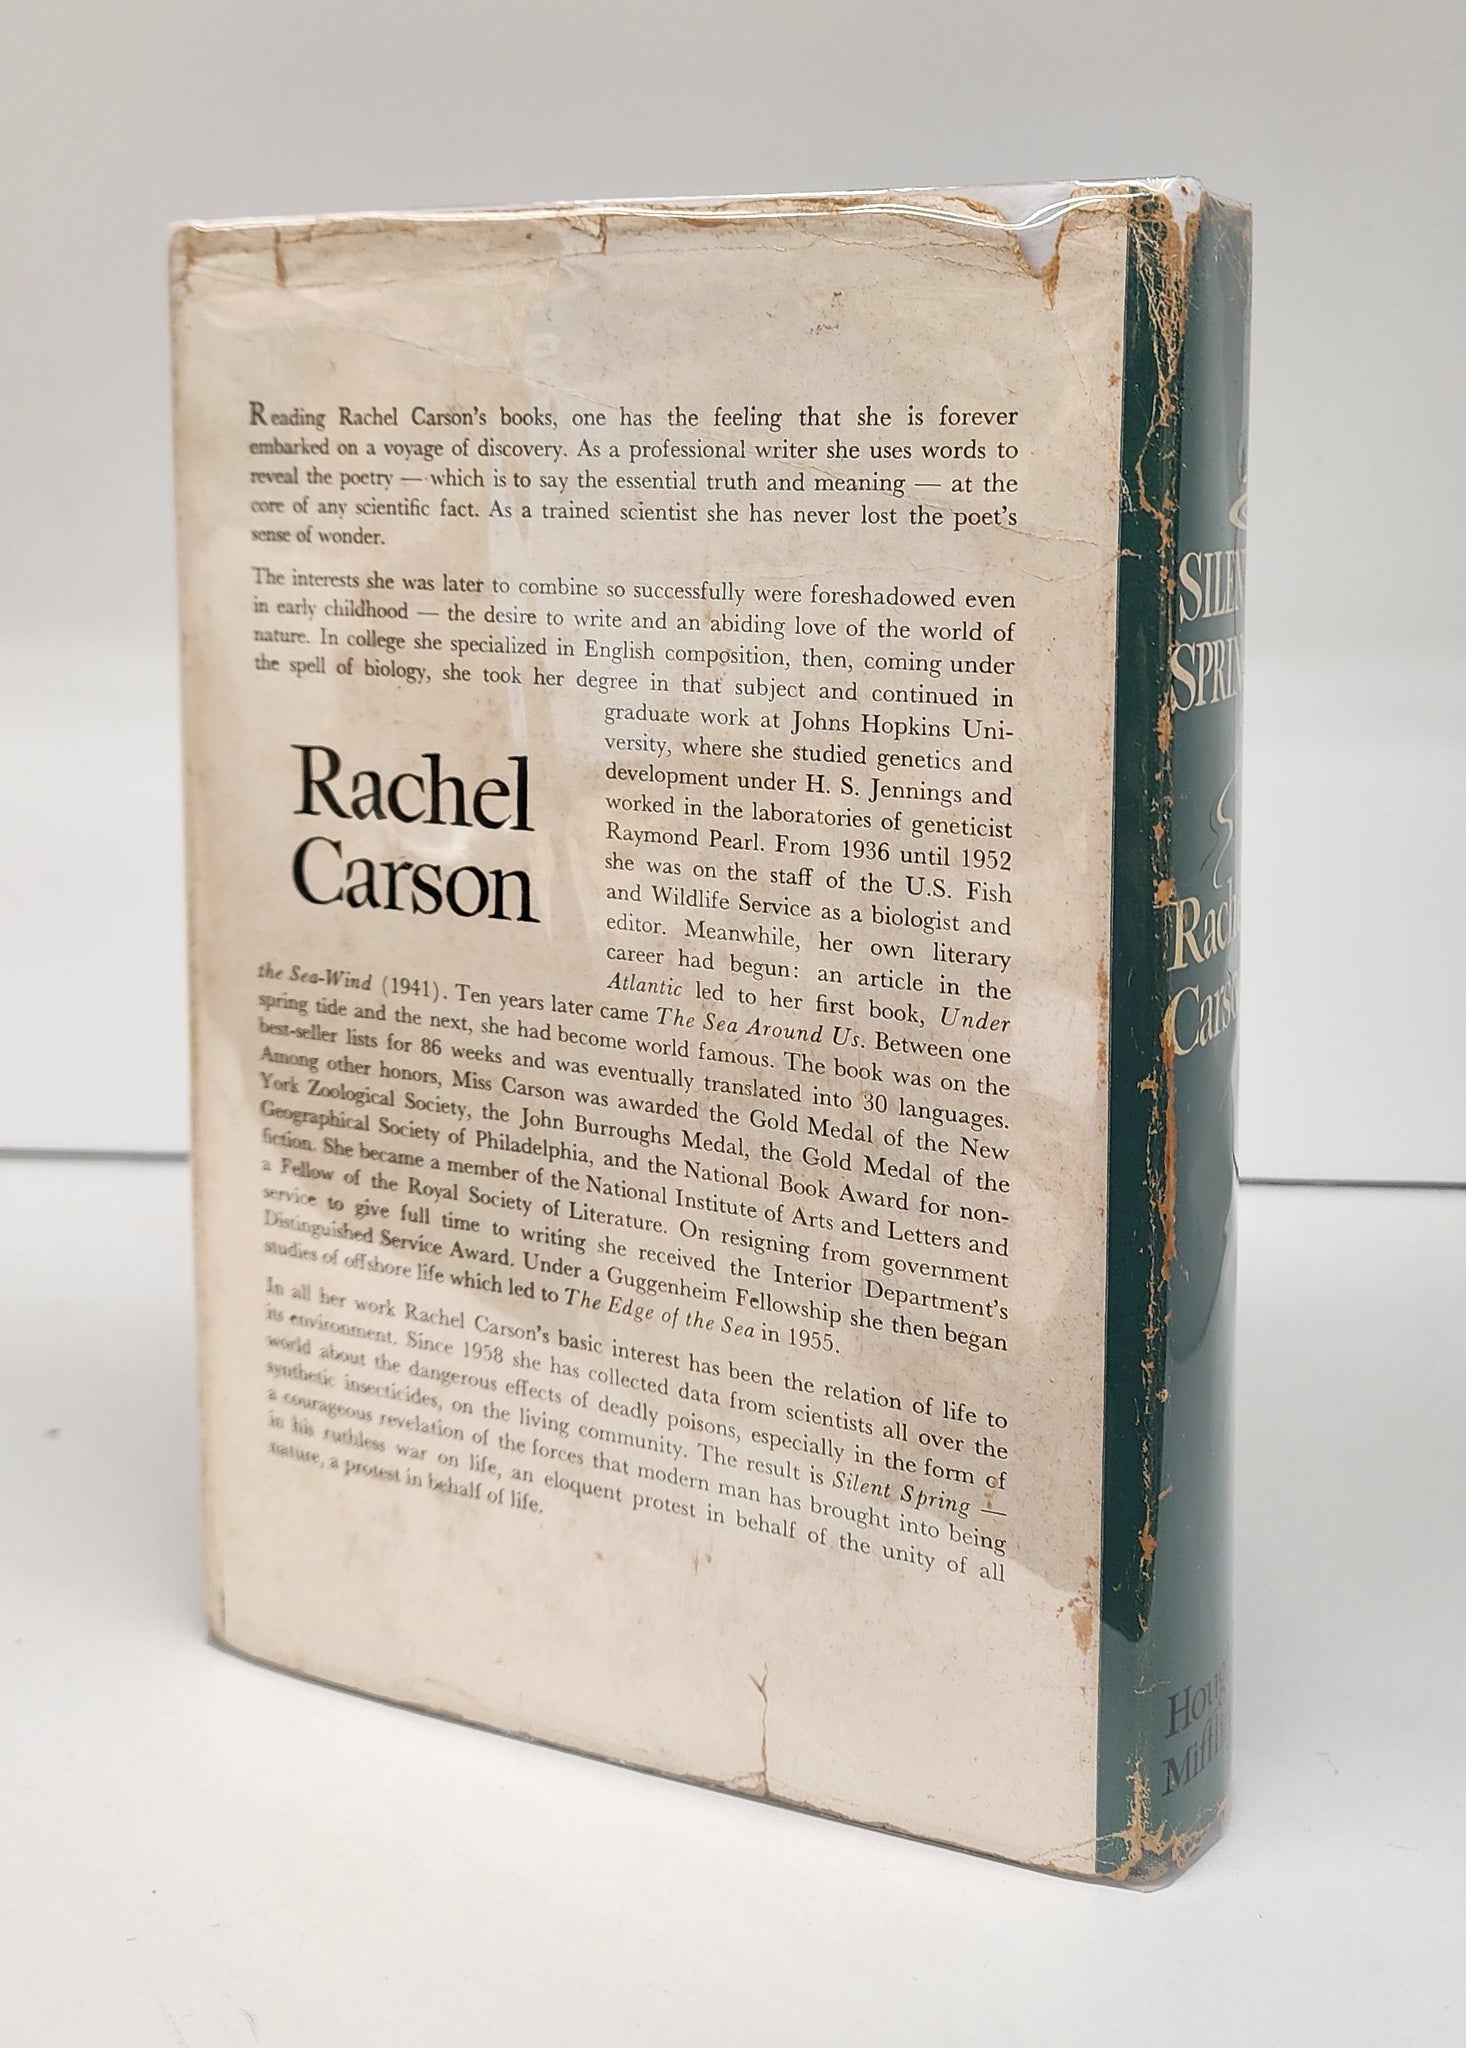 Reading Rachel Carson's books, one has the feeling that she is forever
embarked on a voyage of discovery. As a professional writer she uses words to
reveal the poetry — which is to say the essential truth and meaning — at the
core of any scientific fact. As a trained scientist she has never lost the poet's
sense of wonder.
The interests she was later to combine so successfully were foreshadowed even
in early childhood — the desire to write and an abiding love of the world of
nature. In college she specialized in English composition, then, coming under
the spell of biology, she took her degree in that subject and continued in
graduate work at Johns Hopkins Uni-
versity, where she studied genetics and
development under H. S. Jennings and
worked in the laboratories of geneticist
Raymond Pearl. From 1936 until 1952
she was on the staff of the U.S. Fish
and Wildlife Service as a biologist and
editor. Meanwhile, her own literary
career had begun: an article in the
Atlantic led to her first book, Under
Rachel
Carson
the Sea-Wind (1941). Ten years later came The Sea Around Us. Between one
spring tide and the next, she had become world famous. The book was on the
best-seller lists for 86 weeks and was eventually translated into 30 languages.
Among other honors, Miss Carson was awarded the Gold Medal of the New
York Zoological Society, the John Burroughs Medal, the Gold Medal of the
Geographical Society of Philadelphia, and the National Book Award for non-
fiction. She became a member of the National Institute of Arts and Letters and
a Fellow of the Royal Society of Literature. On resigning from government
service to give full time to writing she received the Interior Department's
Distinguished Service Award. Under a Guggenheim Fellowship she then began
studies of offshore life which led to The Edge of the Sea in 1955.
In all her work Rachel Carson's basic interest has been the relation of life to
its environment. Since 1958 she has collected data from scientists all over the
world about the dangerous effects of deadly poisons, especially in the form of
synthetic insecticides, on the living community. The result is Silent Spring —
a courageous revelation of the forces that modern man has brought into being
in his ruthless war on life, an eloquent protest in behalf of the unity of all
nature, a protest in behalf of life.
SILEN
SPRIN
Rache
Carso
Houg
Miffli